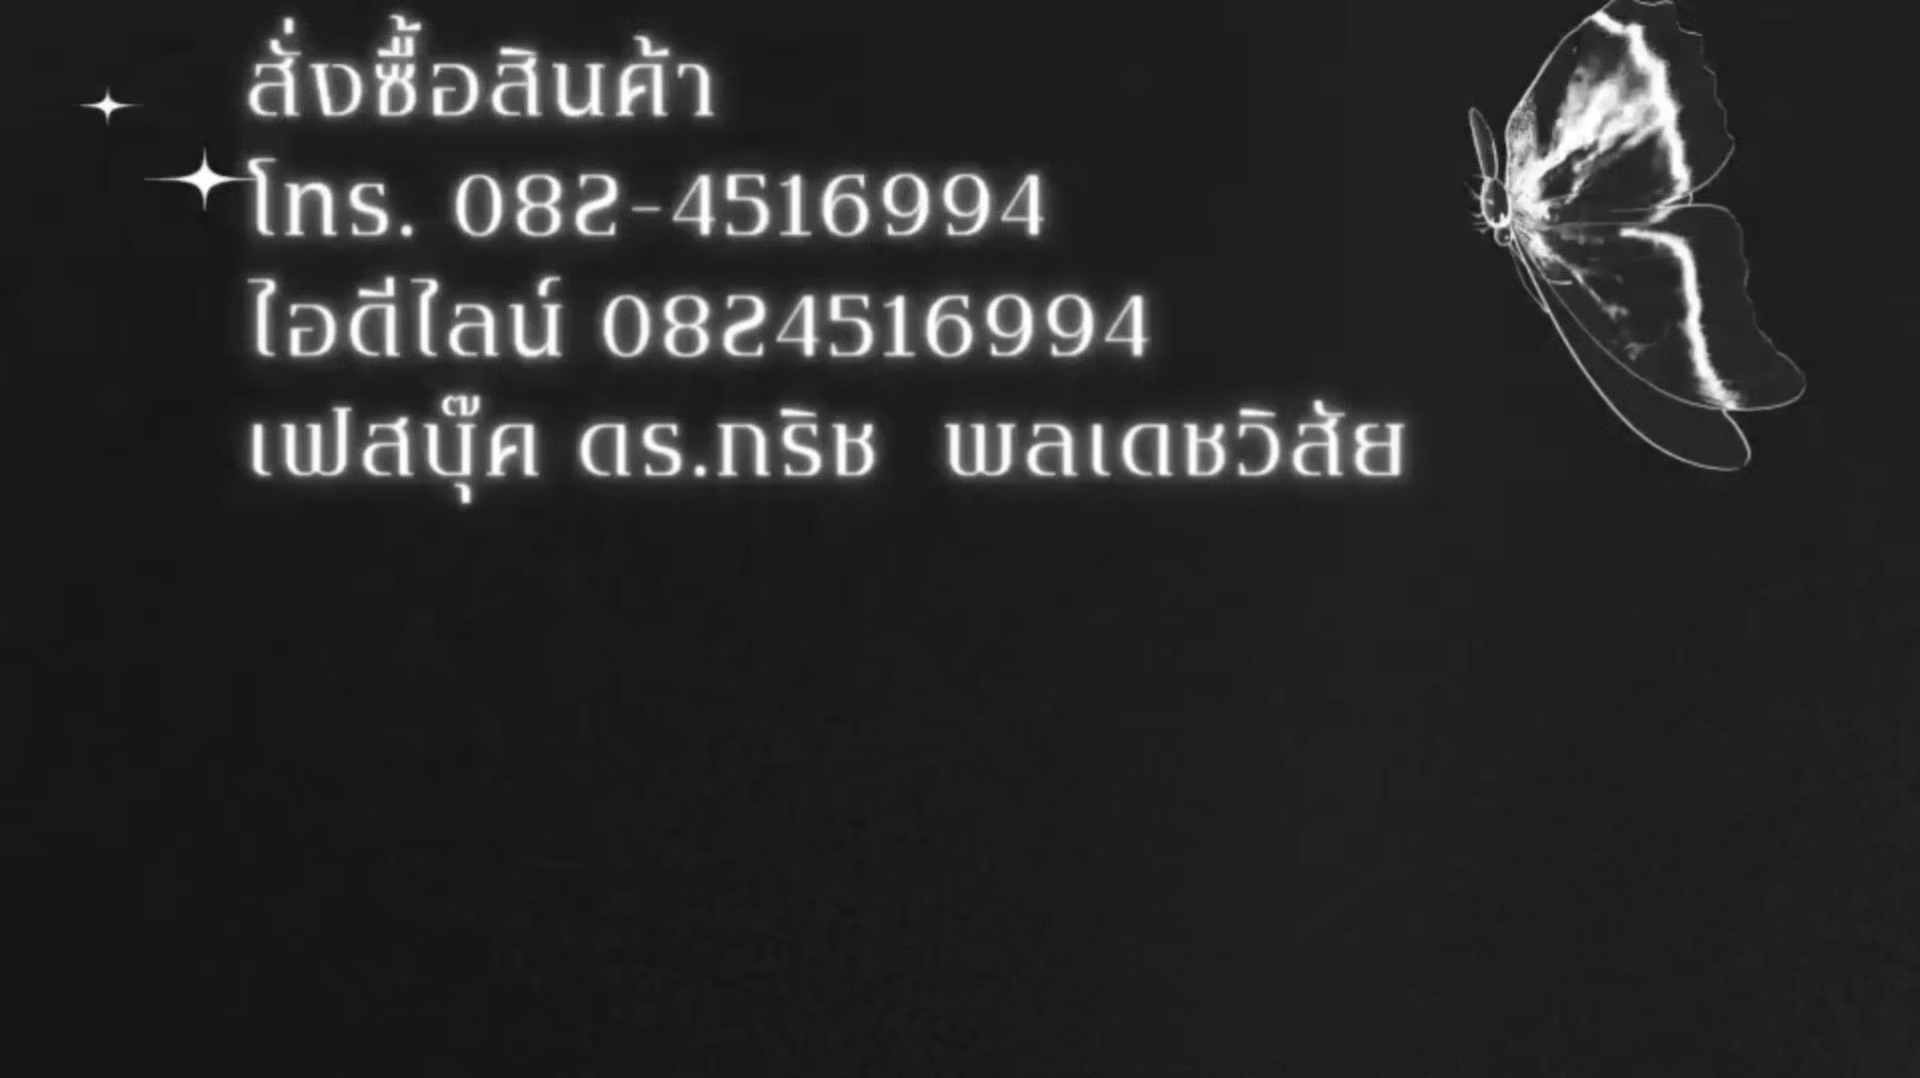 สั่งซื้อสินค้า
โทร. 082-4516994
ไอดีไลน์ 0824516994
เฟสบุ๊ค ดร.กริช พลเดชวิสัย